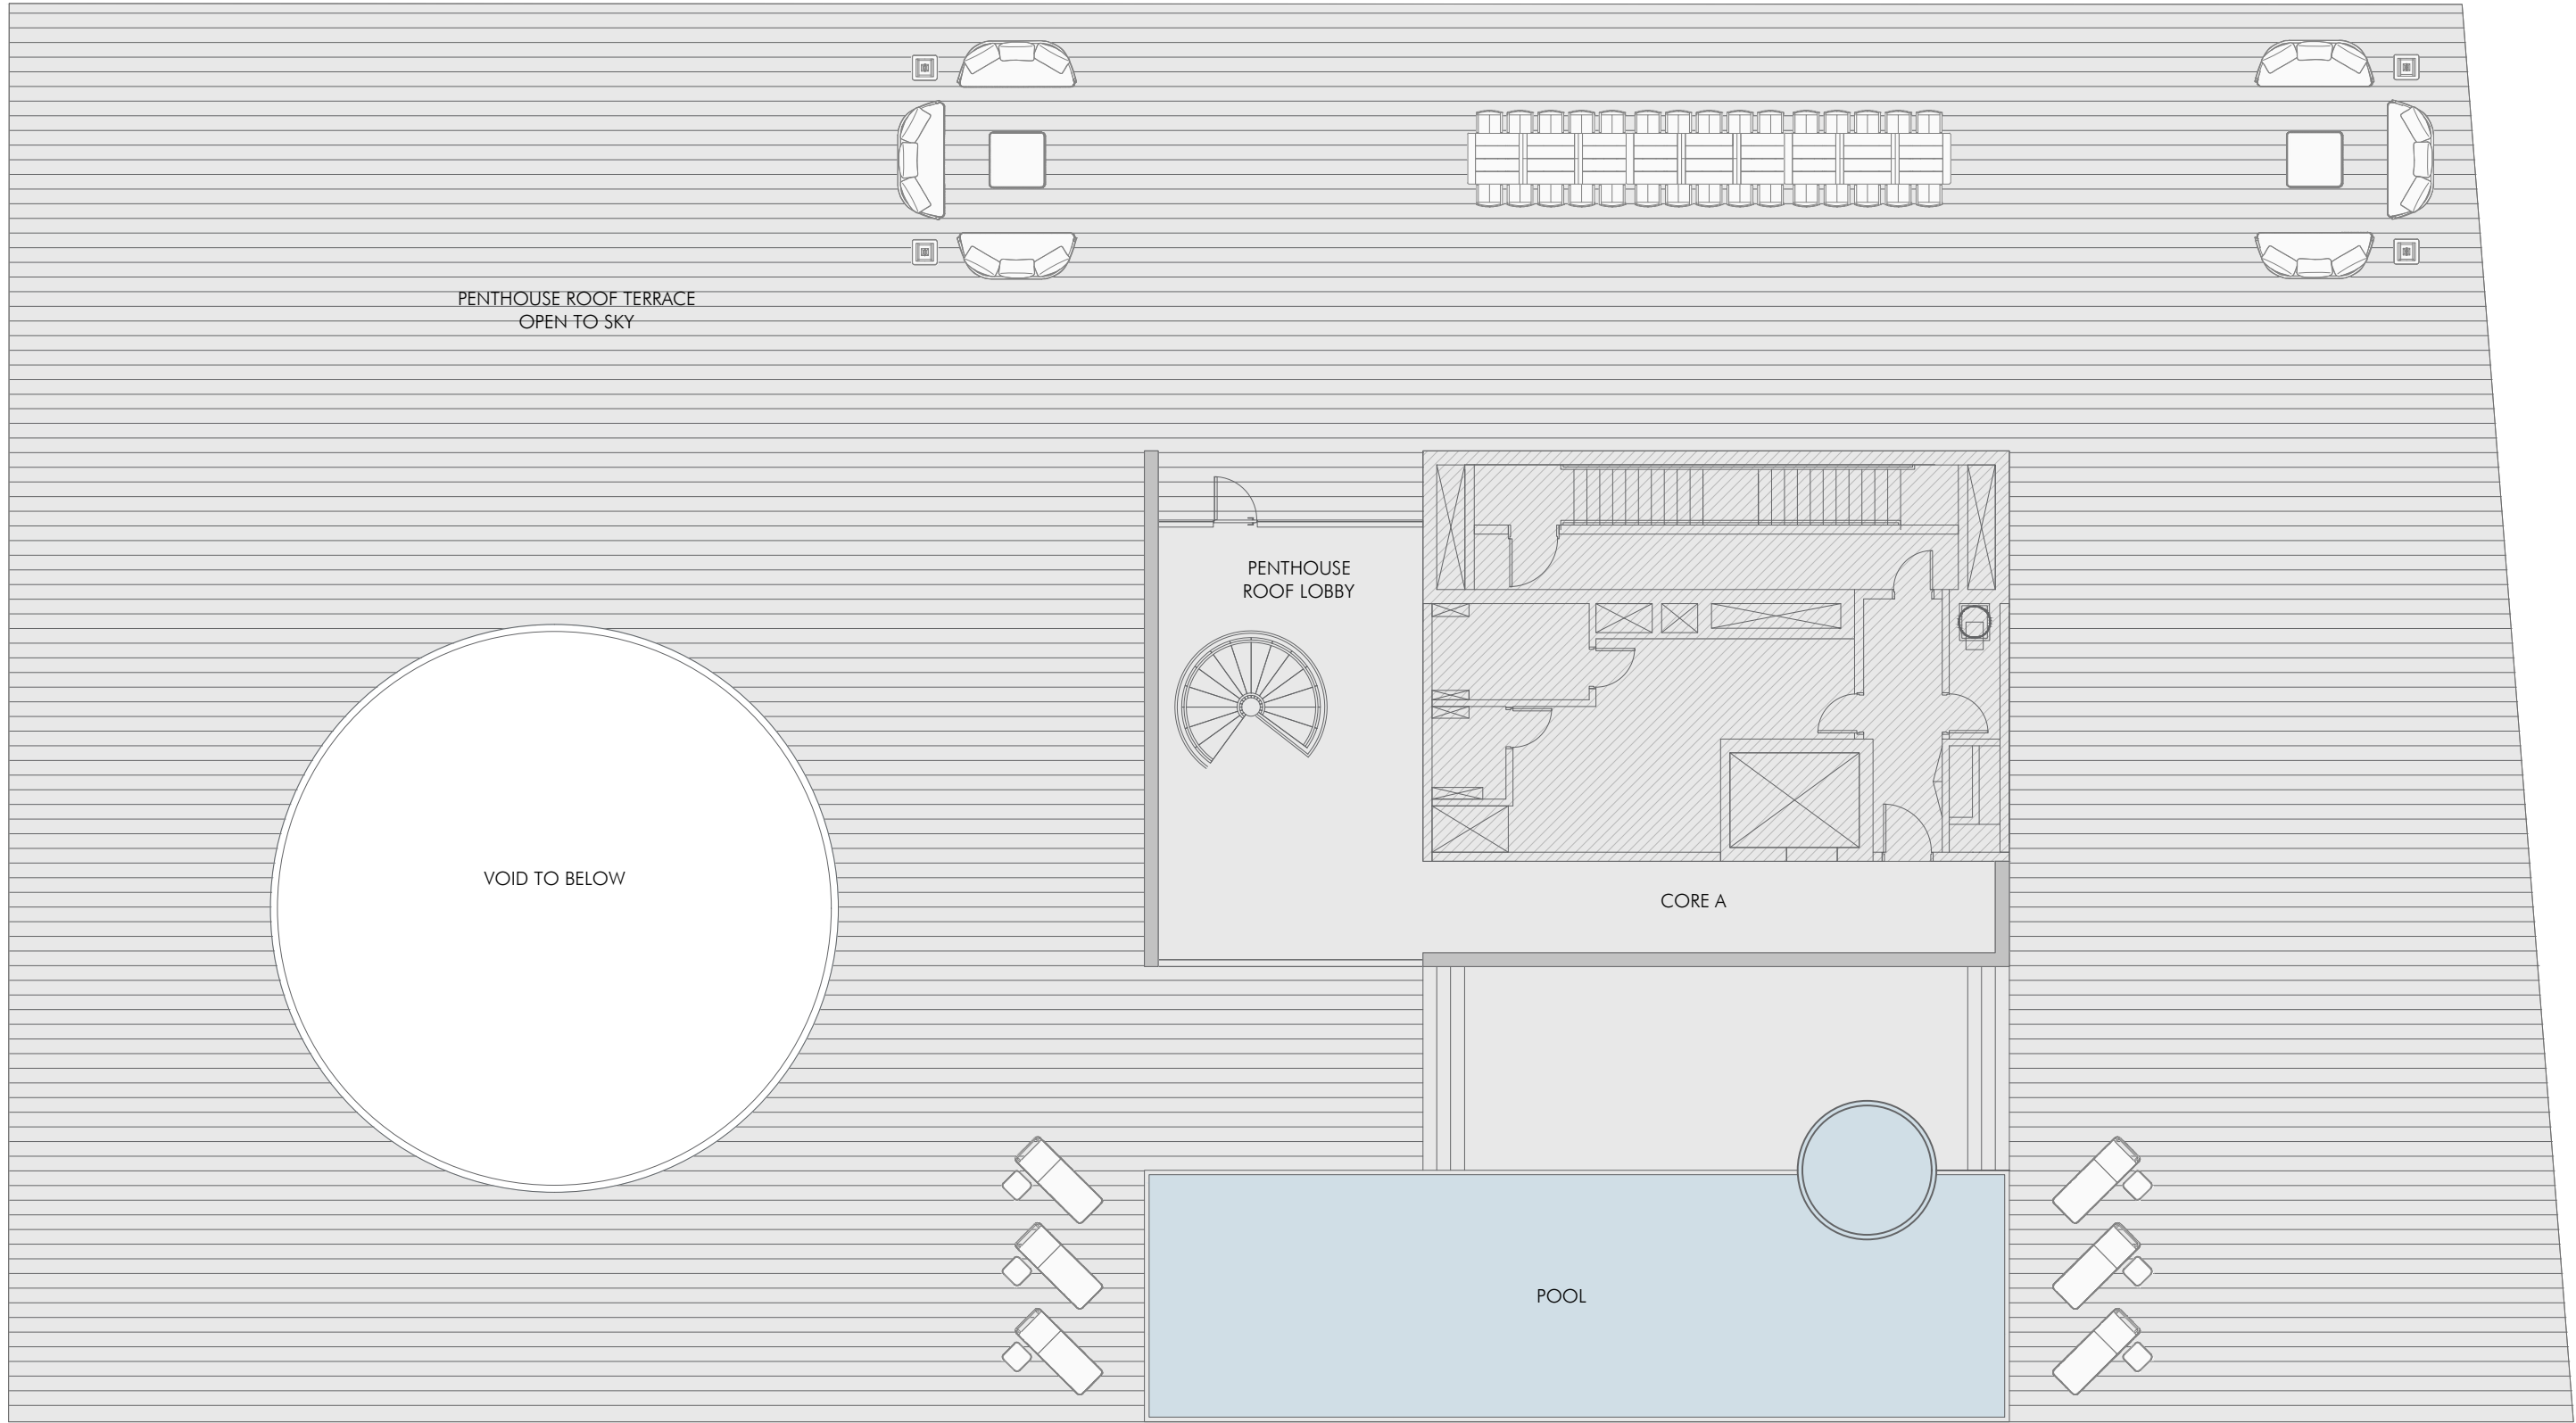 PENTHOUSE ROOF TERRACE
OPEN TO SKY
PENTHOUSE
ROOF LOBBY
VOID TO BELOW
CORE A
POOL